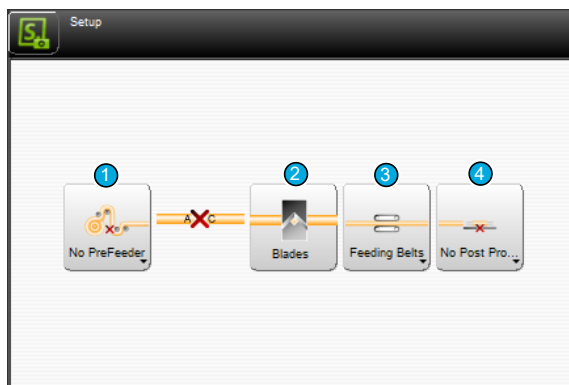 Setup
1
2
3
4
A C
No PreFeeder
Blades
Feeding Belts
No Post Pro...